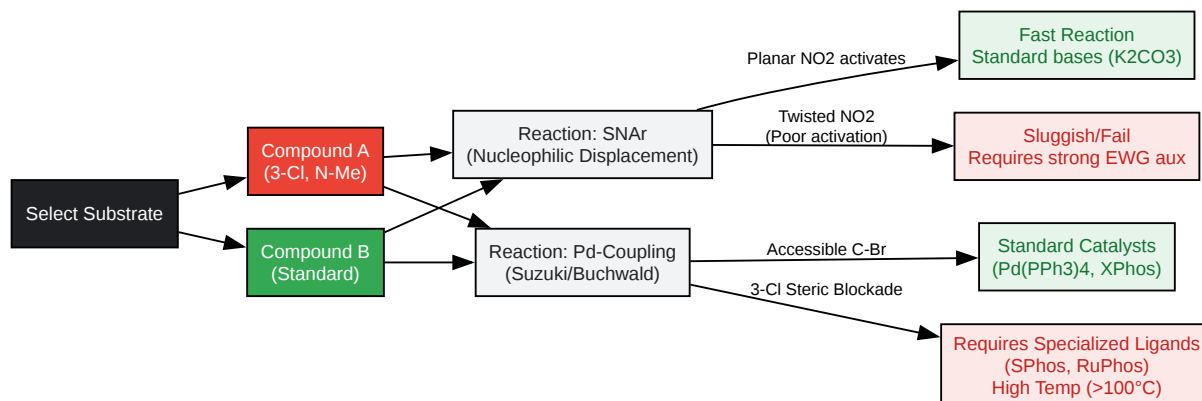 Select Substrate
Compound A
(3-Cl, N-Me)
Compound B
(Standard)
Reaction: SNAr
(Nucleophilic Displacement)
Reaction: Pd-Coupling
(Suzuki/Buchwald)
Planar NO2 activates
Twisted NO2
(Poor activation)
Accessible C-Br
3-Cl Steric Blockade
Fast Reaction
Standard bases (K2CO3)
Sluggish/Fail
Requires strong EWG aux
Standard Catalysts
(Pd(PPh3)4, XPhos)
Requires Specialized Ligands
(SPhos, RuPhos)
High Temp (>100°C)